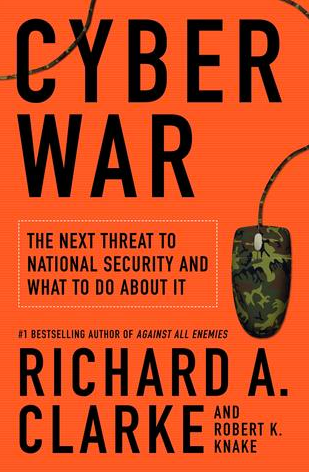 CYBER
WAR
THE NEXT THREAT TO
NATIONAL SECURITY AND
WHAT TO DO ABOUT IT
#1 BESTSELLING AUTHOR OF AGAINST ALL ENEMIES
RICHARD A.
CLARKE
AND
ROBERT K.
KNAKE